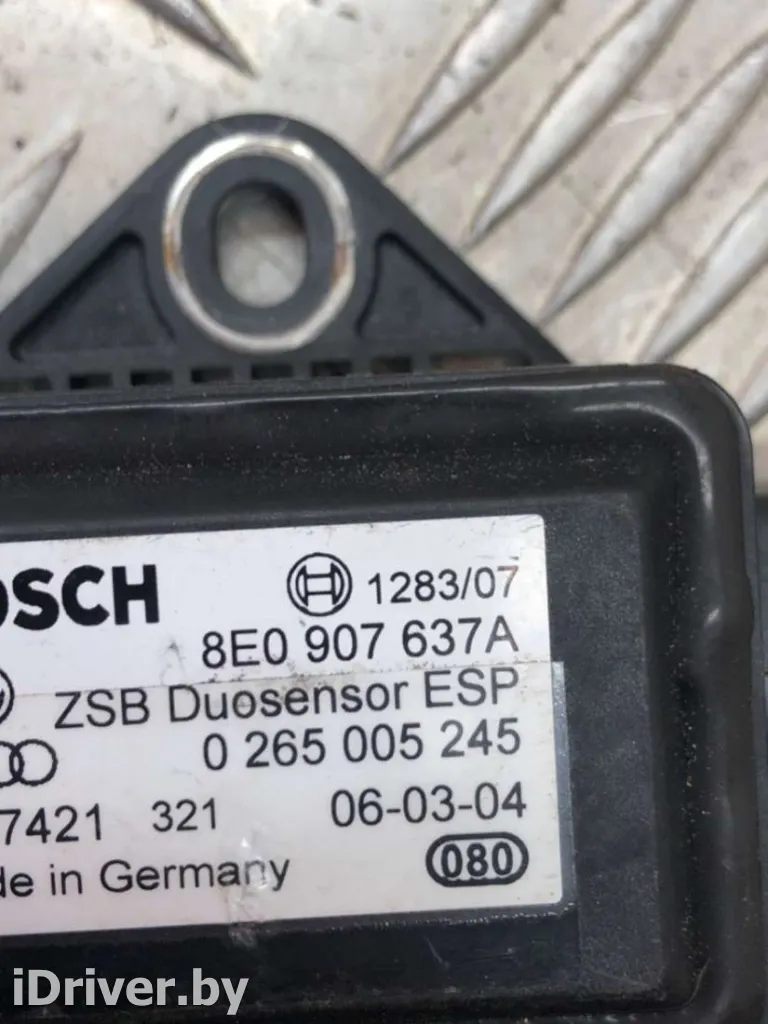 OSCH
1283/07
8E0 907 637A
ZSB Duosensor ESP
0 265 005 245
7421 321 06-03-04
de in Germany
080
iDriver.by